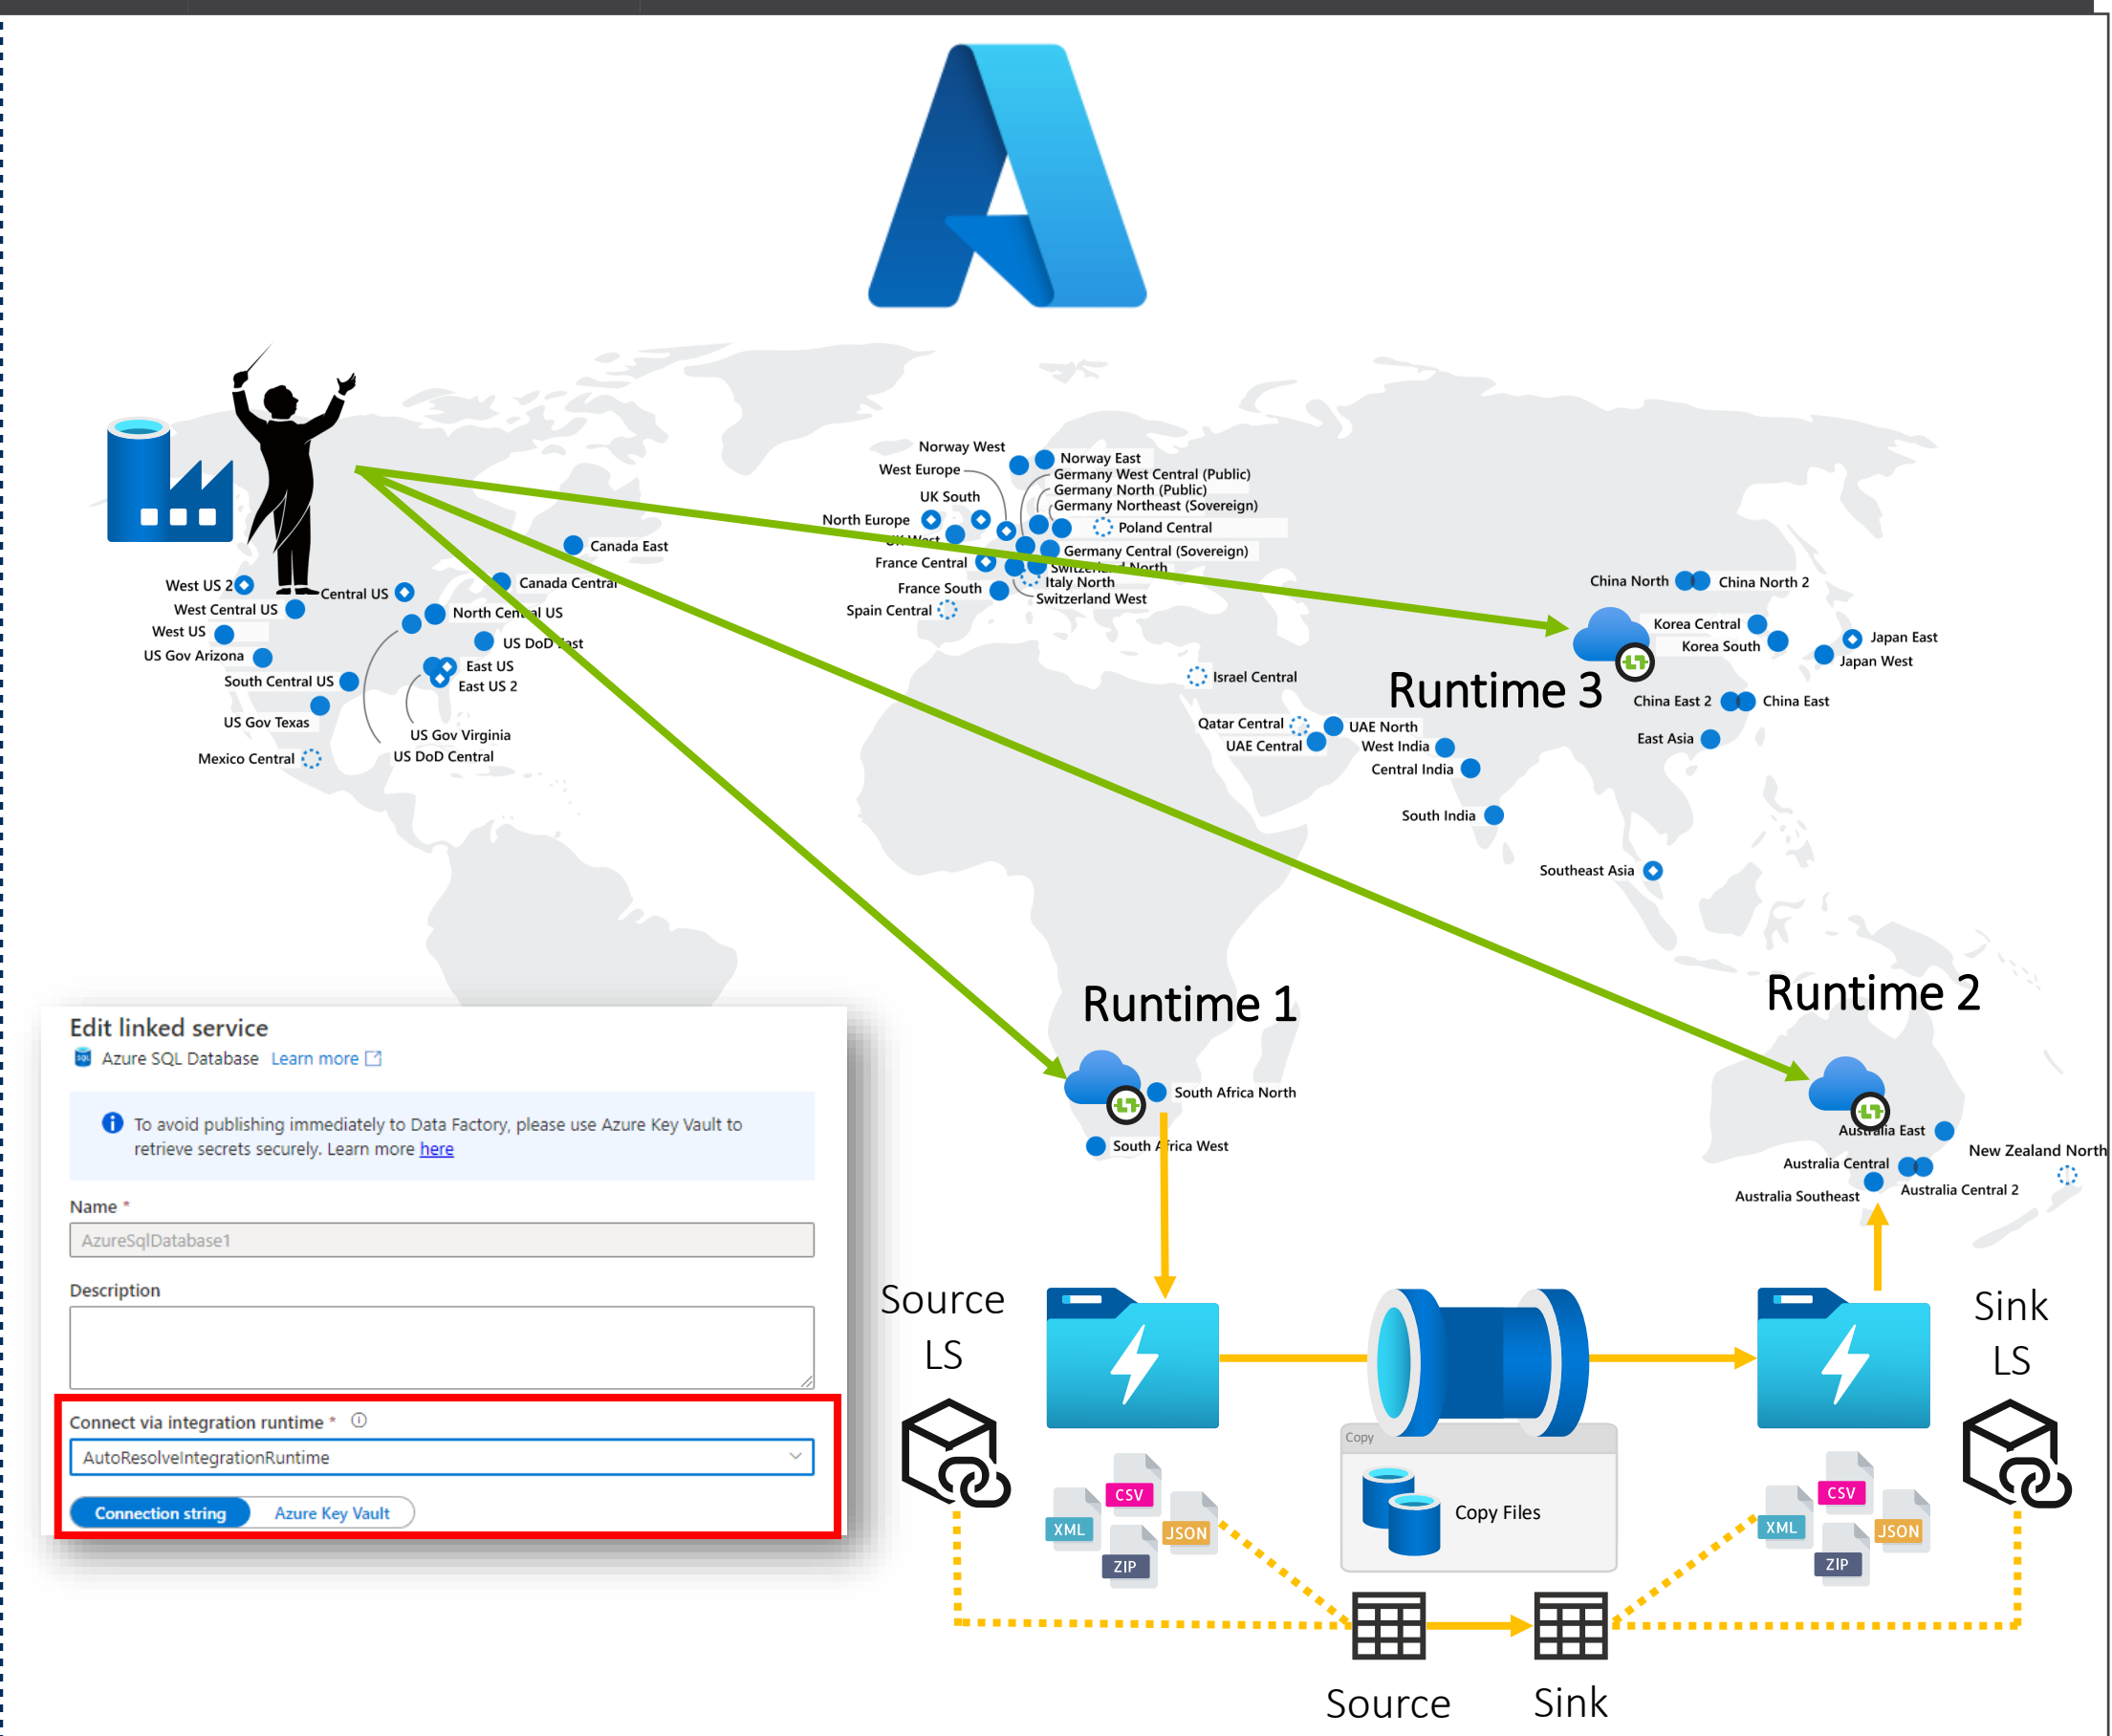 Norway West
Norway East
West Europe
Germany West Central (Public)
Germany North (Public)
UK South
Germany Northeast (Sovereign)
North Europe
Poland Central
UK West
Canada East
Germany Central (Sovereign)
France Central
Switzerland North
Italy North
Canada Central
West US 2
Central US
France South
Switzerland West
China North
China North 2
West Central US
North Central US
Spain Central
Korea Central
West US
US DoD East
Korea South
Japan East
US Gov Arizona
East US
Japan West
South Central US
East US 2
Israel Central
Runtime 3
China East 2
China East
US Gov Texas
US Gov Virginia
Qatar Central
UAE North
UAE Central
West India
East Asia
Mexico Central
US DoD Central
Central India
South India
Southeast Asia
Runtime 1
Runtime 2
South Africa North
South Africa West
Australia East
New Zealand North
Australia Central
Australia Central 2
Australia Southeast
Edit linked service
SQL
Azure SQL Database Learn more
To avoid publishing immediately to Data Factory, please use Azure Key Vault to
retrieve secrets securely. Learn more here
Name *
AzureSqlDatabase1
Description
Connect via integration runtime *
AutoResolveIntegrationRuntime
Connection string
Azure Key Vault
Source
LS
Sink
LS
Copy
Copy Files
CSV
XML
JSON
ZIP
CSV
XML
JSON
ZIP
Source
Sink